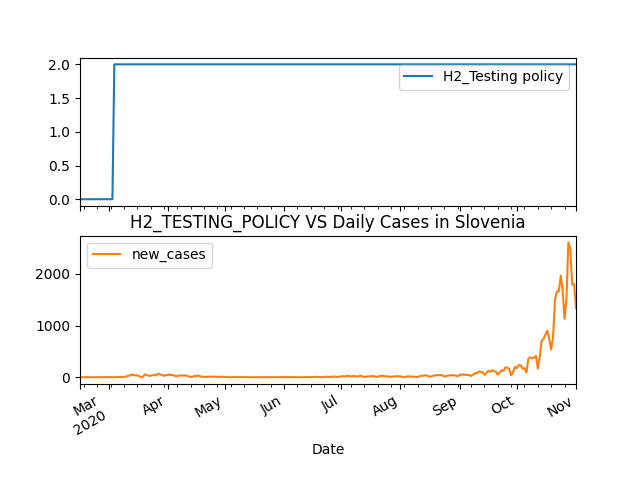 2.0
H2_Testing policy
1.5
1.0
0.5
0.0
H2_TESTING_POLICY VS Daily Cases in Slovenia
new_cases
2000
1000
0
Mar
2020
Apr
May
Jun
Jul
Aug
Sep
Oct
Nov
Date